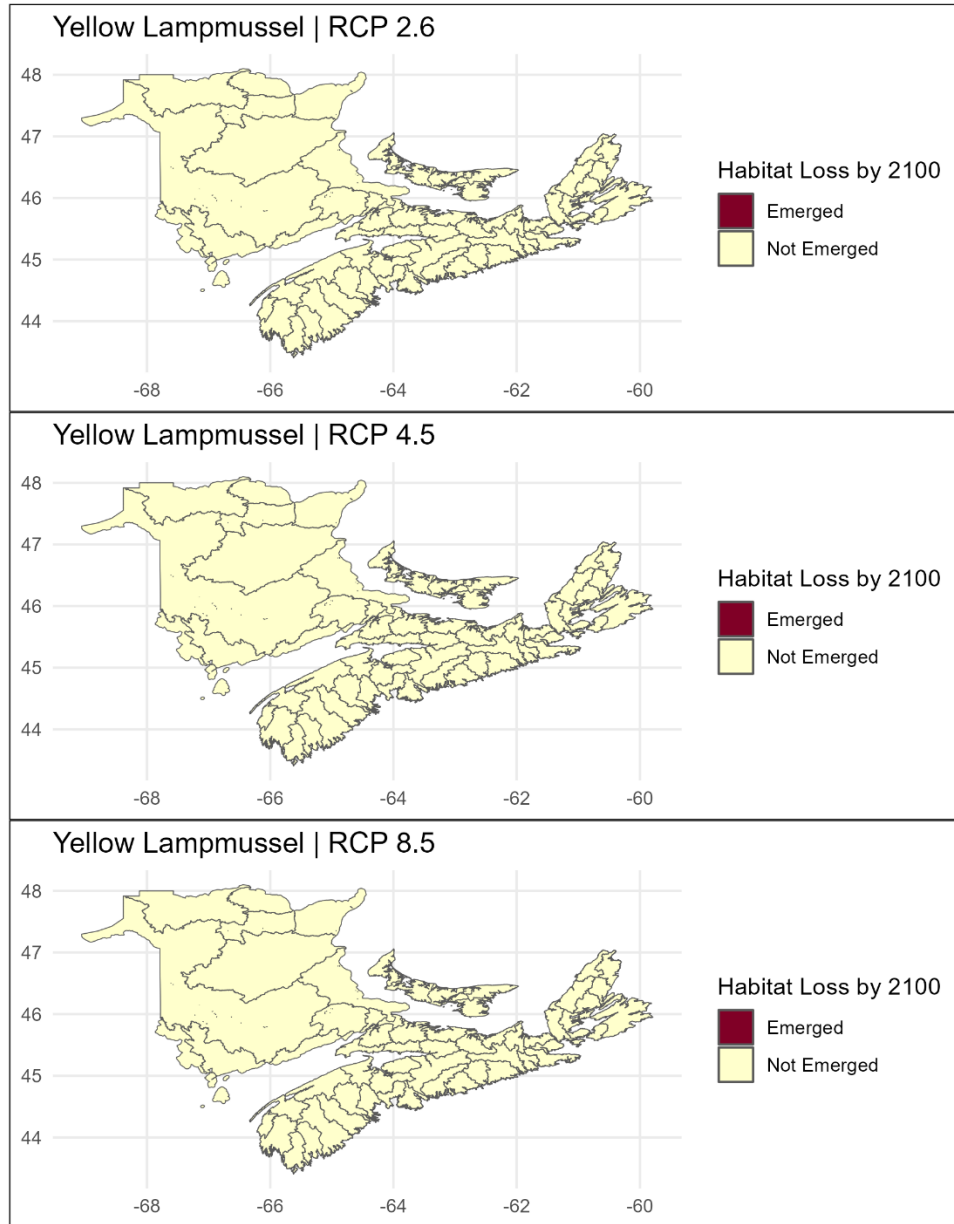 Yellow Lampmussel | RCP 2.6
48
47
46
45
44
-68
-66
-64
-62
-60
Habitat Loss by 2100
Emerged
Not Emerged
Yellow Lampmussel | RCP 4.5
48
47
46
45
44
-68
-66
-64
-62
-60
Habitat Loss by 2100
Emerged
Not Emerged
Yellow Lampmussel | RCP 8.5
48
47
46
45
44
-68
-66
-64
-62
-60
Habitat Loss by 2100
Emerged
Not Emerged